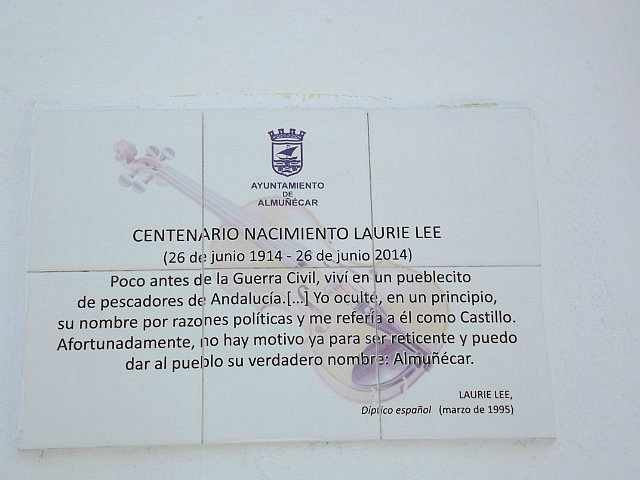 AYUNTAMIENTO
DE
ALMUÑÉCAR
CENTENARIO NACIMIENTO LAURIE LEE
(26 de junio 1914 - 26 de junio 2014)
Poco antes de la Guerra Civil, viví en un pueblecito
de pescadores de Andalucía.[...] Yo oculté, en un principio,
su nombre por razones políticas y me refería a él como Castillo.
Afortunadamente, no hay motivo ya para ser reticente y puedo
dar al pueblo su verdadero nombre: Almuñécar.
LAURIE LEE,
Díptico español (marzo de 1995)